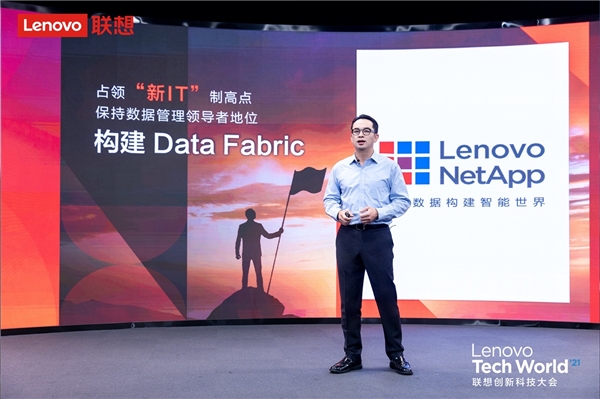 Lenovo 联想
占领“新IT”制高点
保持数据管理领导者地位
构建 Data Fabric
Lenovo
NetApp
数据构建智能世界
Lenovo
Tech World '21
联想创新科技大会